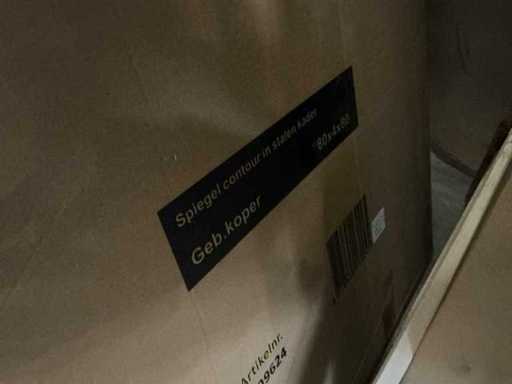 Spiegel contour in stalen kader
80x4x80
Geb.koper
Artikelnr.